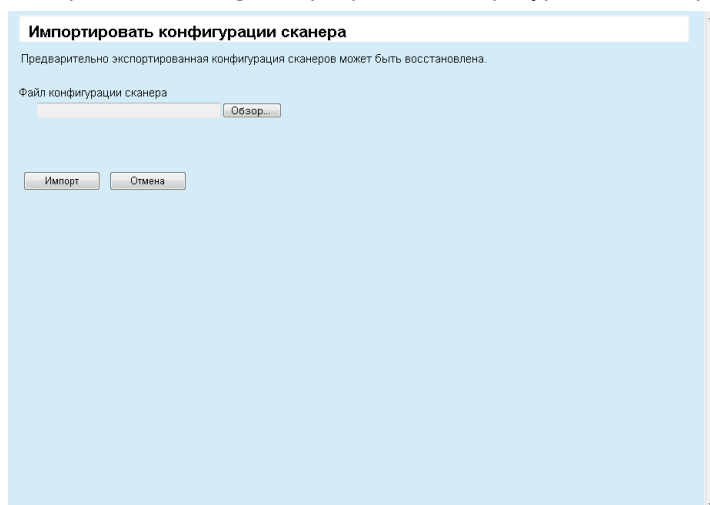 Импортировать конфигурации сканера
Предварительно экспортированная конфигурация сканеров может быть восстановлена.
Файл конфигурации сканера
Обзор...
Импорт Отмена